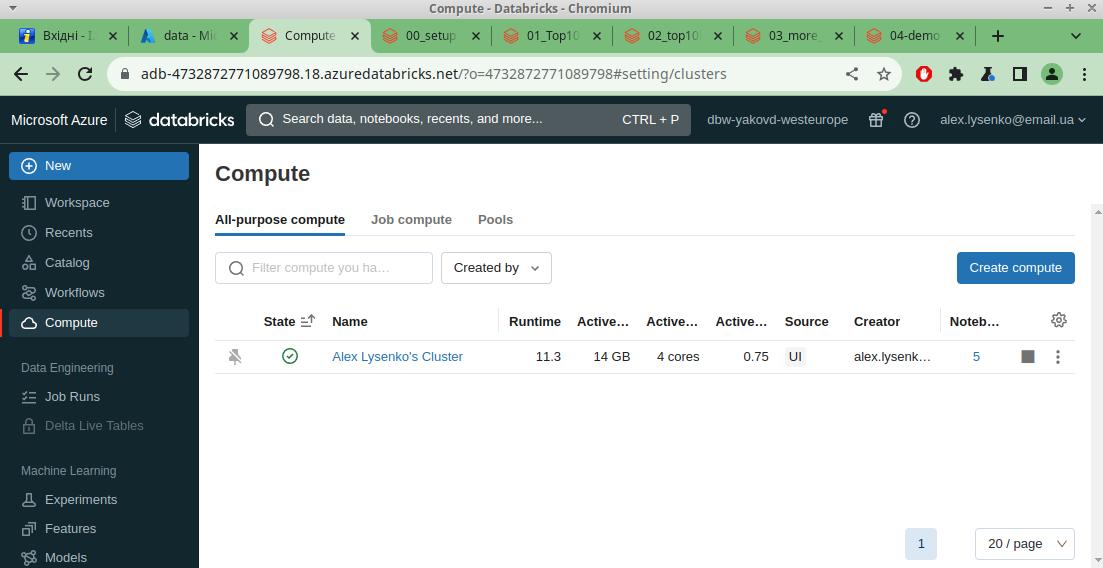 Compute - Databricks - Chromium
Вхідні - І.
data - Mic
Compute
00_setup
01_Top10
02_top10
03_more_
04-demo
adb-4732872771089798.18.azuredatabricks.net/?o=4732872771089798#setting/clusters
Microsoft Azure
databricks
Search data, notebooks, recents, and more...
CTRL + P
dbw-yakovd-westeurope
alex.lysenko@email.ua
New
Workspace
Recents
Catalog
Workflows
Compute
Data Engineering
Job Runs
Delta Live Tables
Machine Learning
Experiments
Features
Models
Compute
All-purpose compute Job compute Pools
Filter compute you ha...
Created by
Create compute
State Name Runtime Active... Active... Active... Source Creator Noteb...
Alex Lysenko's Cluster 11.3 14 GB 4 cores 0.75 UI alex.lysenk... 5
1
20 / page